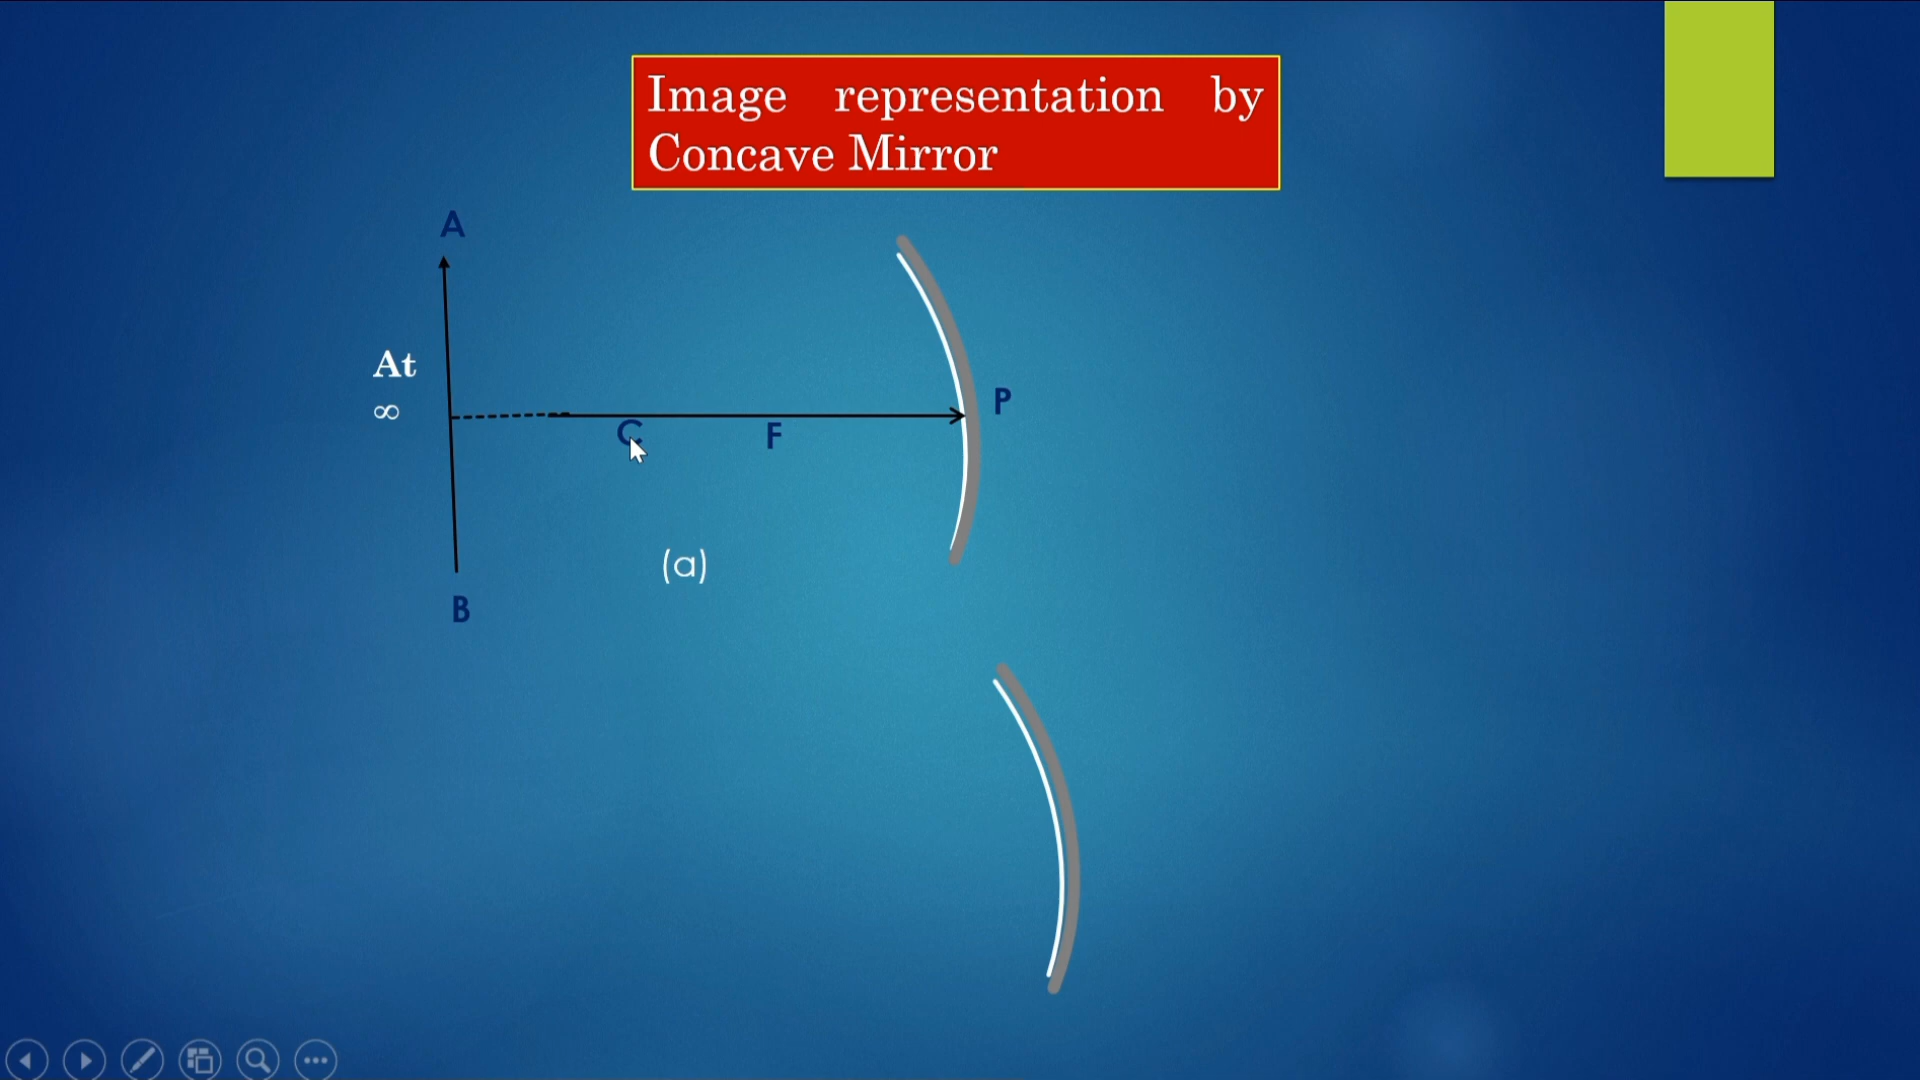 Image representation by
Concave Mirror
A
At
∞
P
C
F
(a)
B